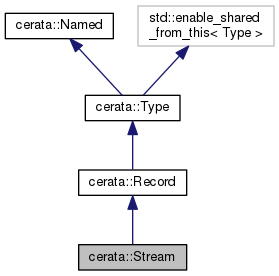 cerata::Named
std::enable_shared
_from_this< Type >
cerata::Type
cerata::Record
cerata::Stream